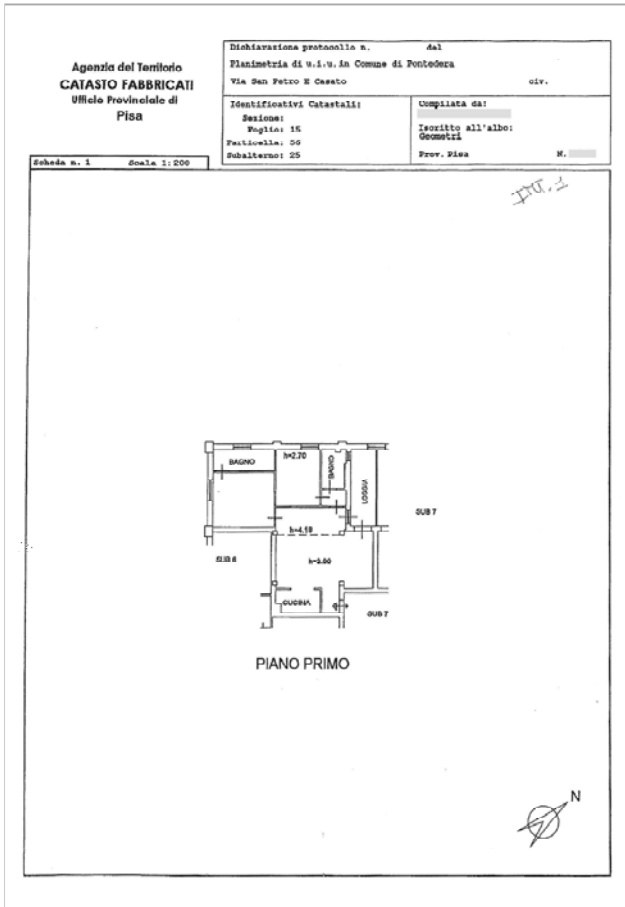 Agenzia del Territorio
CATASTO FABBRICATI
Ufficio Provinciale di
Pisa
Dichiarazione protocollo n. del
Planimetria di u.i.u.in Comune di Pontedera
Via San Fetro E Casato civ.
Identificativi Catastali:
Sezione:
Foglio: 15
Particella: 56
Subalterno: 25
Compilata da:
Iscritto all'albo:
Geometri
Prov. Pisa N.
Scheda n. 1 Scala 1:200
BAGNO
h=2.70
BAGNO
LOGGIA
SUB 7
h=4.18
SUB 6
h=3.00
CUCINA
SUB 7
PIANO PRIMO
N